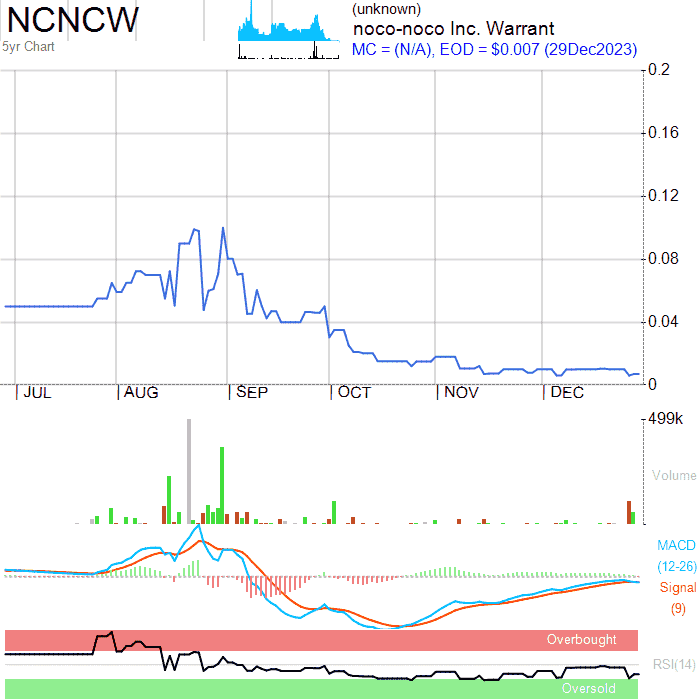 NCNCW
5yr Chart
(unknown)
noco-noco Inc. Warrant
MC = (N/A), EOD = $0.007 (29Dec2023)
0.2
0.16
0.12
0.08
0.04
0
JUL
AUG
SEP
OCT
NOV
DEC
499k
Volume
MACD
(12-26)
Signal
(9)
Overbought
RSI(14)
Oversold